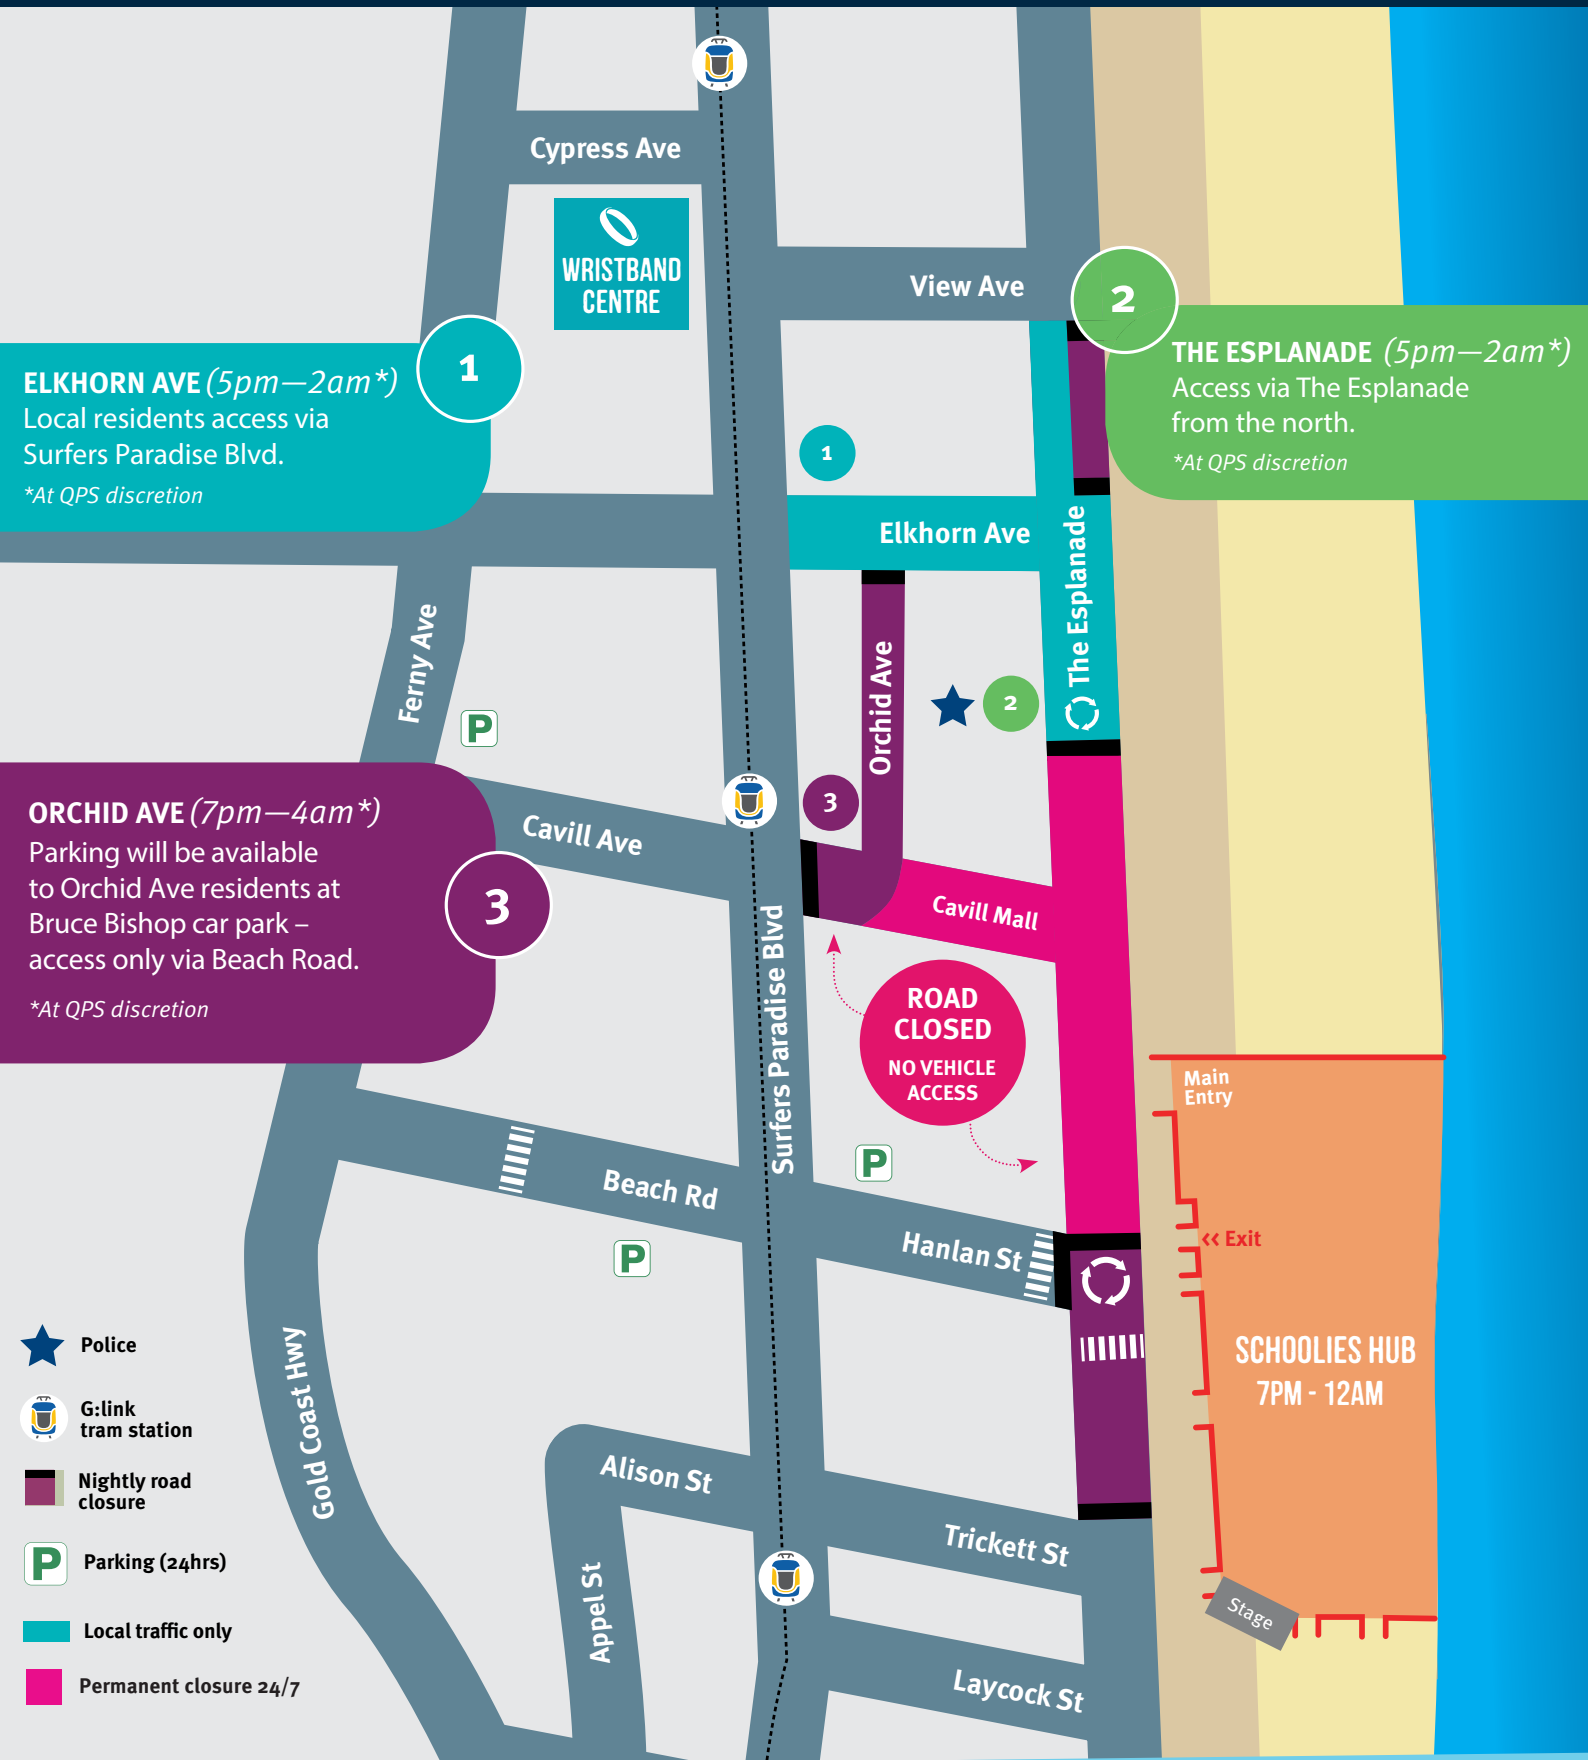 Cypress Ave
WRISTBAND
CENTRE
View Ave
2
THE ESPLANADE (5pm—2am*)
Access via The Esplanade
from the north.
*At QPS discretion
1
ELKHORN AVE (5pm—2am*)
Local residents access via
Surfers Paradise Blvd.
*At QPS discretion
1
Elkhorn Ave
The Esplanade
Ferny Ave
Orchid Ave
2
P
3
ORCHID AVE (7pm—4am*)
Parking will be available
to Orchid Ave residents at
Bruce Bishop car park –
access only via Beach Road.
*At QPS discretion
3
Cavill Ave
Cavill Mall
Surfers Paradise Blvd
ROAD
CLOSED
NO VEHICLE
ACCESS
Main
Entry
P
Beach Rd
Hanlan St
<< Exit
P
SCHOOLIES HUB
7PM - 12AM
Gold Coast Hwy
Alison St
Trickett St
Appel St
Stage
Laycock St
Police
G:link
tram station
Nightly road
closure
P
Parking (24hrs)
Local traffic only
Permanent closure 24/7